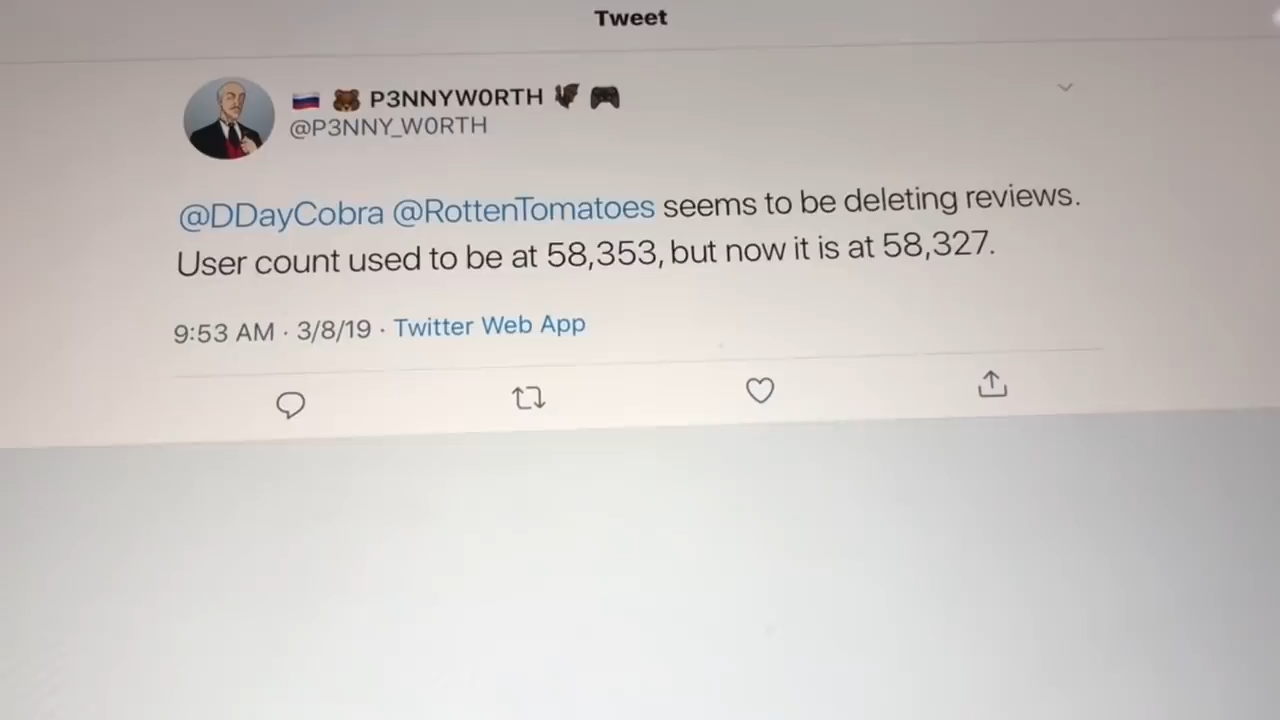 Tweet
P3NNYW0RTH
@P3NNY_W0RTH
@DDayCobra @RottenTomatoes seems to be deleting reviews.
User count used to be at 58,353, but now it is at 58,327.
9:53 AM · 3/8/19 · Twitter Web App